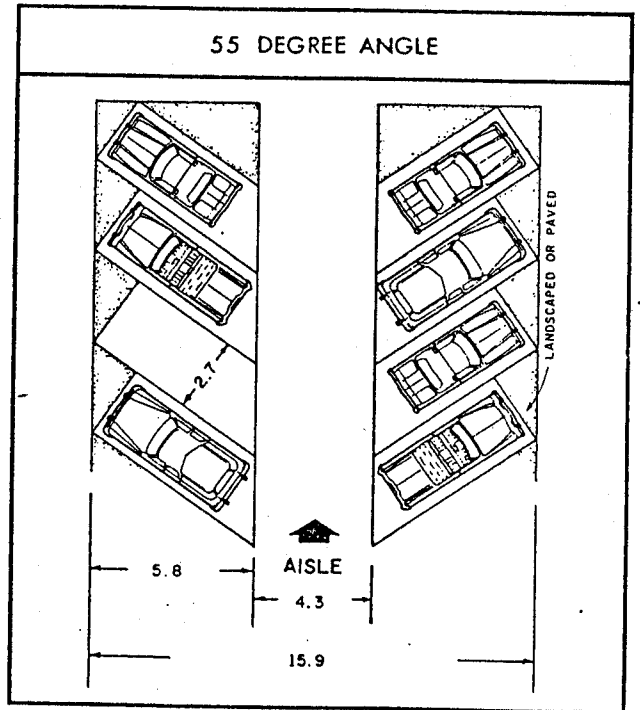 55 DEGREE ANGLE
LANDSCAPED OR PAVED
2.7
AISLE
5.8
4.3
15.9